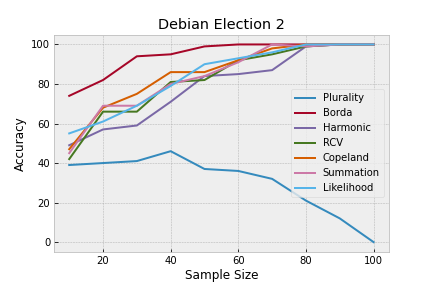 Debian Election 2
Accuracy
100
80
60
40
20
0
Plurality
Borda
Harmonic
RCV
Copeland
Summation
Likelihood
20
40
60
80
100
Sample Size